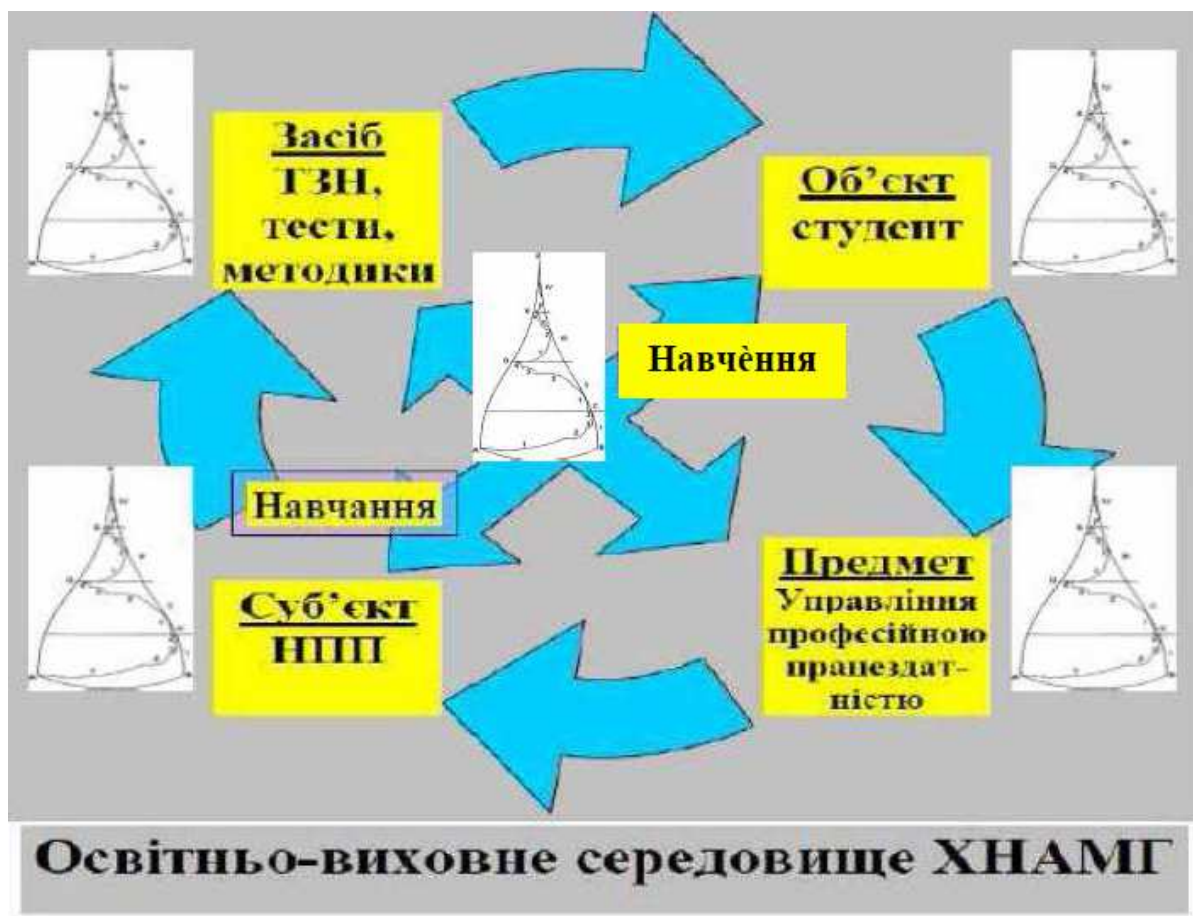 Засіб
ТЗН,
тести,
методики
Об’єкт
студент
Навчѐння
Навчання
Суб’єкт
НПП
Предмет
Управління
професійною
працездат-
ністю
Освітньо-виховне середовище ХНАМГ